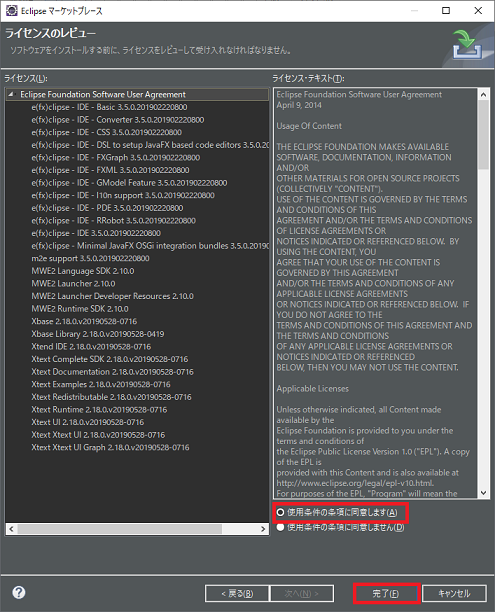 Eclipse マーケットプレース
ライセンスのレビュー
ソフトウェアをインストールする前に、ライセンスをレビューして受け入れなければなりません。
ライセンス(L):
Eclipse Foundation Software User Agreement
e(fx)clipse - IDE - Basic 3.5.0.201902220800
e(fx)clipse - IDE - Converter 3.5.0.201902220800
e(fx)clipse - IDE - CSS 3.5.0.201902220800
e(fx)clipse - IDE - DSL to setup JavaFX based code editors 3.5.0.20190
e(fx)clipse - IDE - FXGraph 3.5.0.201902220800
e(fx)clipse - IDE - FXML 3.5.0.201902220800
e(fx)clipse - IDE - GModel Feature 3.5.0.201902220800
e(fx)clipse - IDE - l10n support 3.5.0.201902220800
e(fx)clipse - IDE - PDE 3.5.0.201902220800
e(fx)clipse - IDE - RRobot 3.5.0.201902220800
e(fx)clipse - IDE 3.5.0.201902220800
e(fx)clipse - Minimal JavaFX OSGi integration bundles 3.5.0.20190
m2e support 3.5.0.201902220800
MWE2 Language SDK 2.10.0
MWE2 Launcher 2.10.0
MWE2 Launcher Developer Resources 2.10.0
MWE2 Runtime SDK 2.10.0
Xbase 2.18.0.v20190528-0716
Xbase Library 2.18.0.v20190528-0419
Xtend IDE 2.18.0.v20190528-0716
Xtext Complete SDK 2.18.0.v20190528-0716
Xtext Documentation 2.18.0.v20190528-0716
Xtext Examples 2.18.0.v20190528-0716
Xtext Redistributable 2.18.0.v20190528-0716
Xtext Runtime 2.18.0.v20190528-0716
Xtext UI 2.18.0.v20190528-0716
Xtext Xtext UI 2.18.0.v20190528-0716
Xtext Xtext UI Graph 2.18.0.v20190528-0716
ライセンス・テキスト(T):
Eclipse Foundation Software User Agreement
April 9, 2014
Usage Of Content
THE ECLIPSE FOUNDATION MAKES AVAILABLE
SOFTWARE, DOCUMENTATION, INFORMATION
AND/OR
OTHER MATERIALS FOR OPEN SOURCE PROJECTS
(COLLECTIVELY "CONTENT").
USE OF THE CONTENT IS GOVERNED BY THE TERMS
AND CONDITIONS OF THIS
AGREEMENT AND/OR THE TERMS AND CONDITIONS
OF LICENSE AGREEMENTS OR
NOTICES INDICATED OR REFERENCED BELOW. BY
USING THE CONTENT, YOU
AGREE THAT YOUR USE OF THE CONTENT IS
GOVERNED BY THIS AGREEMENT
AND/OR THE TERMS AND CONDITIONS OF ANY
APPLICABLE LICENSE AGREEMENTS
OR NOTICES INDICATED OR REFERENCED BELOW. IF
YOU DO NOT AGREE TO THE
TERMS AND CONDITIONS OF THIS AGREEMENT AND
THE TERMS AND CONDITIONS
OF ANY APPLICABLE LICENSE AGREEMENTS OR
NOTICES INDICATED OR REFERENCED
BELOW, THEN YOU MAY NOT USE THE CONTENT.
Applicable Licenses
Unless otherwise indicated, all Content made
available by the
Eclipse Foundation is provided to you under the
terms and conditions of
the Eclipse Public License Version 1.0 ("EPL"). A copy
of the EPL is
provided with this Content and is also available at
http://www.eclipse.org/legal/epl-v10.html.
For purposes of the EPL, "Program" will mean the
使用条件の条項に同意します(A)
使用条件の条項に同意しません(D)
< 戻る(B)
次へ(N) >
完了(F)
キャンセル